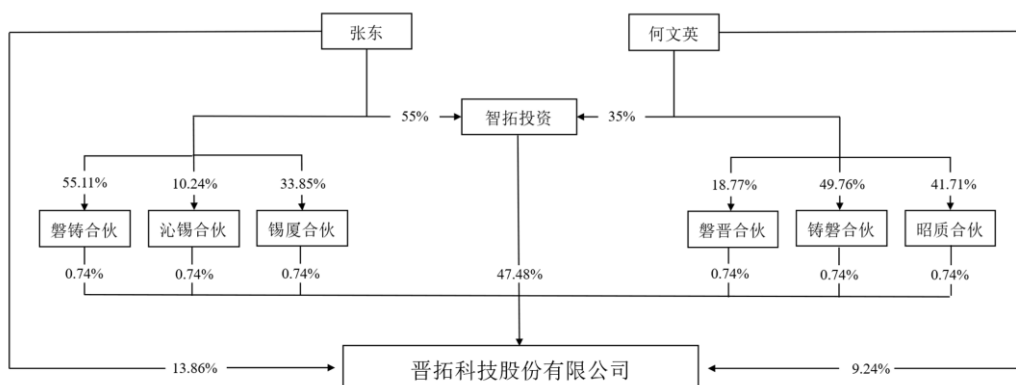 张东
何文英
55%
智拓投资
35%
55.11%
10.24%
33.85%
18.77%
49.76%
41.71%
磐铸合伙
沁锡合伙
锡厦合伙
磐晋合伙
铸磐合伙
昭质合伙
0.74%
0.74%
0.74%
47.48%
0.74%
0.74%
0.74%
13.86%
晋拓科技股份有限公司
9.24%